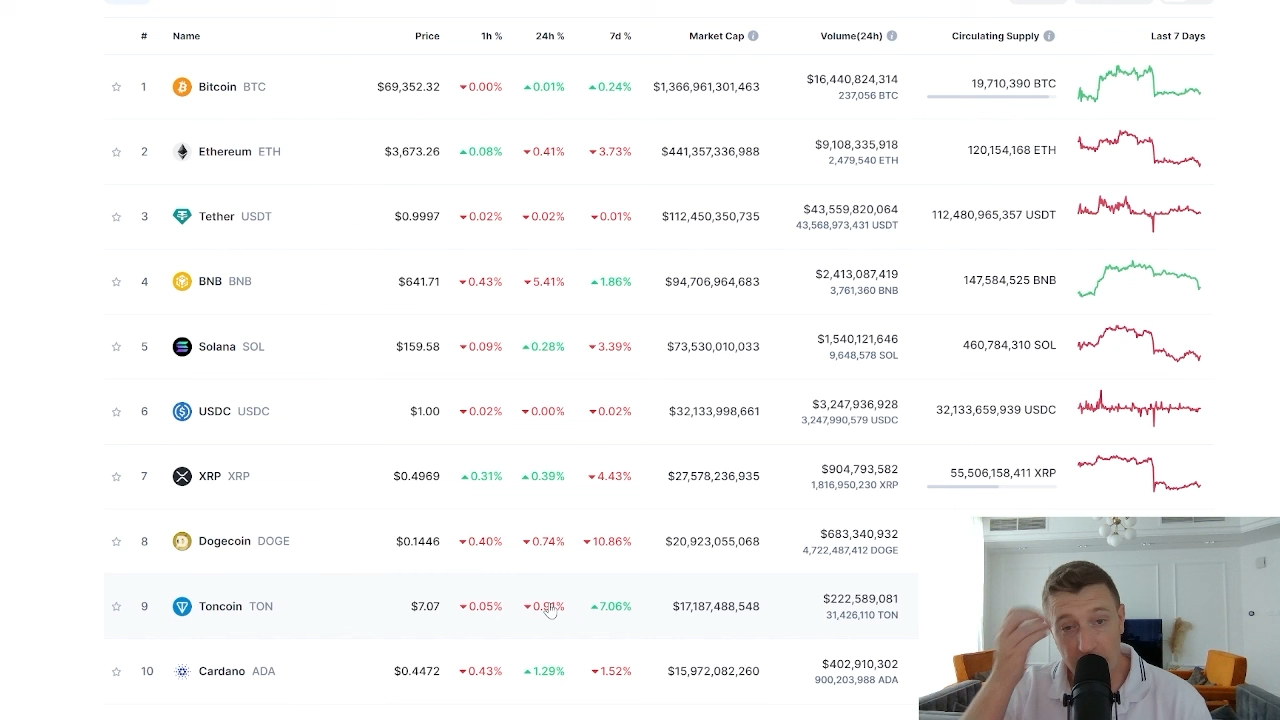 # Name Price 1h % 24h % 7d % Market Cap Volume(24h) Circulating Supply Last 7 Days
1 Bitcoin BTC $69,352.32 0.00% 0.01% 0.24% $1,366,961,301,463 $16,440,824,314 19,710,390 BTC
237,056 BTC
2 Ethereum ETH $3,673.26 0.08% 0.41% 3.73% $441,357,336,988 $9,108,335,918 120,154,168 ETH
2,479,540 ETH
3 Tether USDT $0.9997 0.02% 0.02% 0.01% $112,450,350,735 $43,559,820,064 112,480,965,357 USDT
43,568,973,431 USDT
4 BNB BNB $641.71 0.43% 5.41% 1.86% $94,706,964,683 $2,413,087,419 147,584,525 BNB
3,761,360 BNB
5 Solana SOL $159.58 0.09% 0.28% 3.39% $73,530,010,033 $1,540,121,646 460,784,310 SOL
9,648,578 SOL
6 USDC USDC $1.00 0.02% 0.00% 0.02% $32,133,998,661 $3,247,936,928 32,133,659,939 USDC
3,247,990,579 USDC
7 XRP XRP $0.4969 0.31% 0.39% 4.43% $27,578,236,935 $904,793,582 55,506,158,411 XRP
1,816,950,230 XRP
8 Dogecoin DOGE $0.1446 0.40% 0.74% 10.86% $20,923,055,068 $683,340,932
4,722,487,412 DOGE
9 Toncoin TON $7.07 0.05% 7.06% $17,187,488,548 $222,589,081
31,426,110 TON
10 Cardano ADA $0.4472 0.43% 1.29% 1.52% $15,972,082,260 $402,910,302
900,203,988 ADA